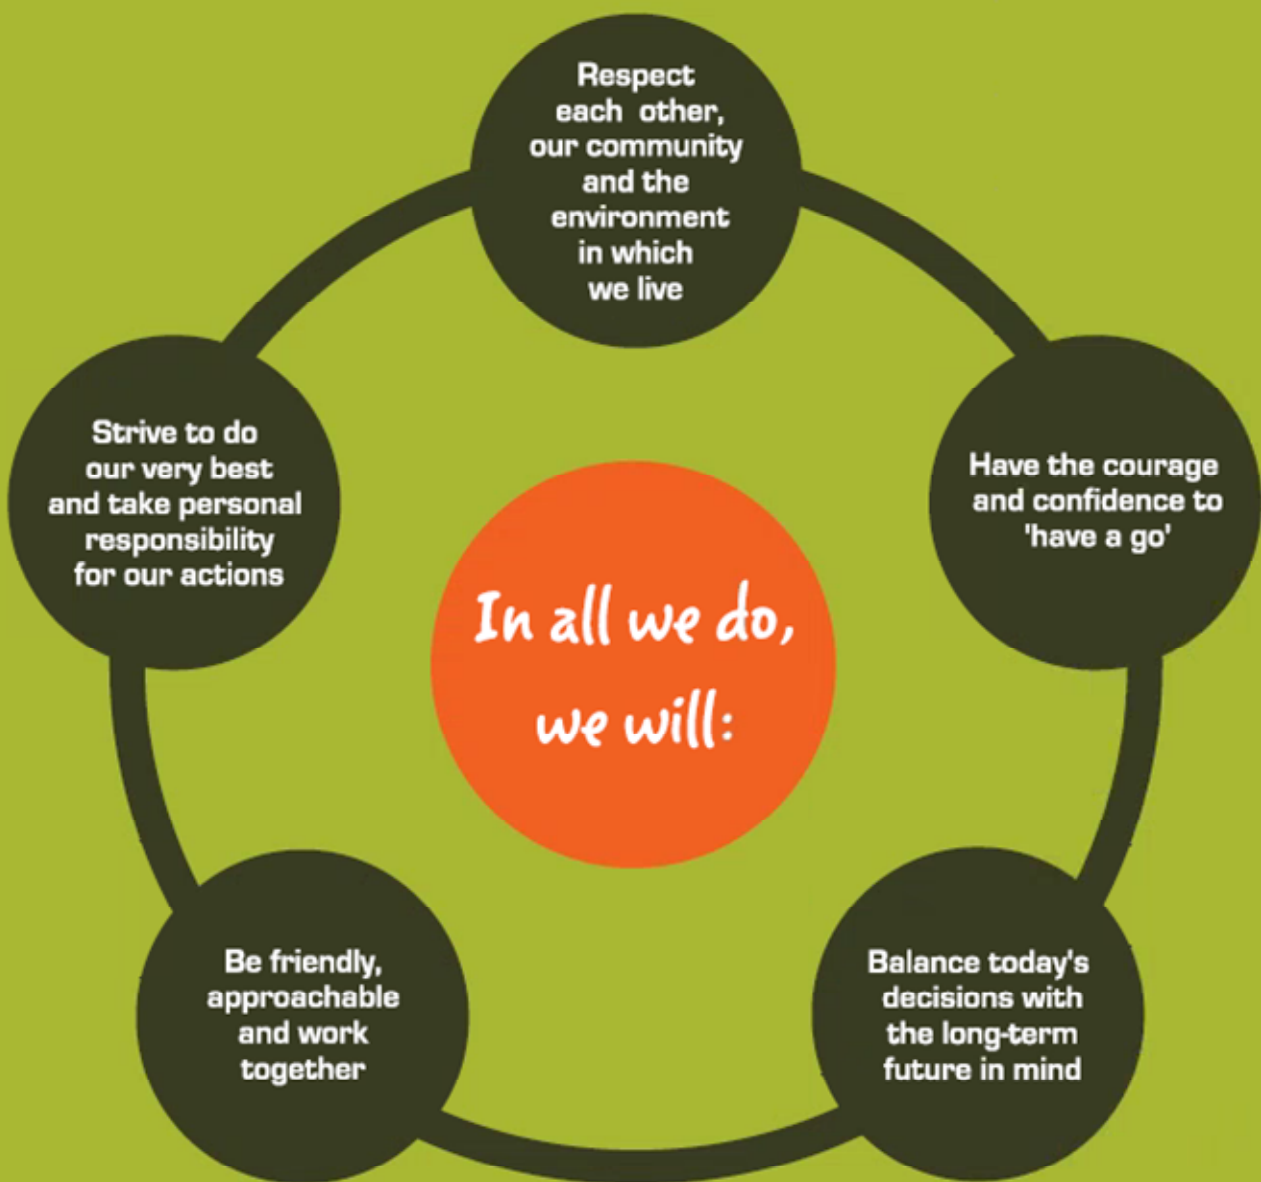 Respect
each other,
our community
and the
environment
in which
we live
Strive to do
our very best
and take personal
responsibility
for our actions
Have the courage
and confidence to
'have a go'
In all we do,
we will:
Be friendly,
approachable
and work
together
Balance today's
decisions with
the long-term
future in mind